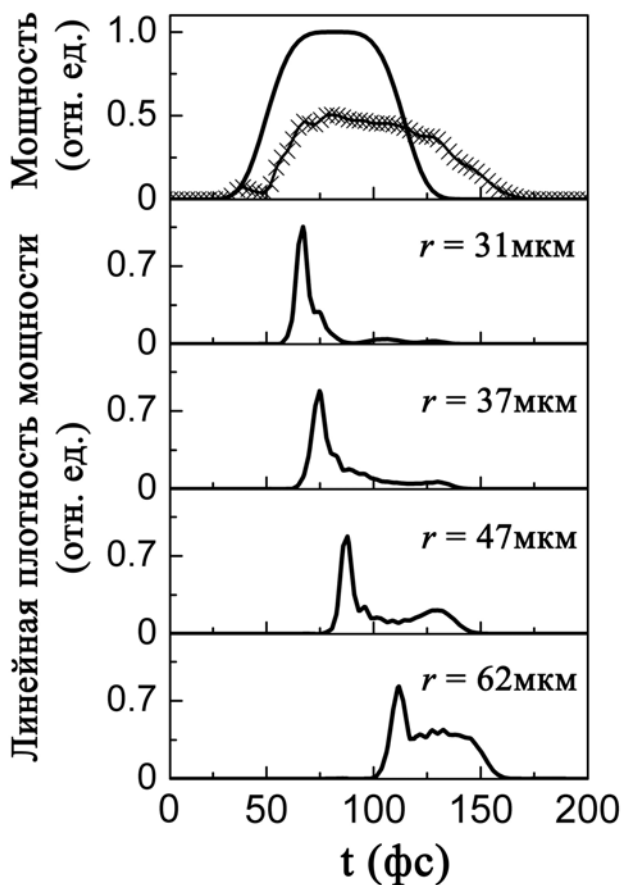 Мощность
(отн. ед.)
1.0
0.5
0
Линейная плотность мощности
(отн. ед.)
r = 31мкм
0.7
0
r = 37мкм
0.7
0
r = 47мкм
0.7
0
r = 62мкм
0.7
0
0 50 100 150 200
t (фс)